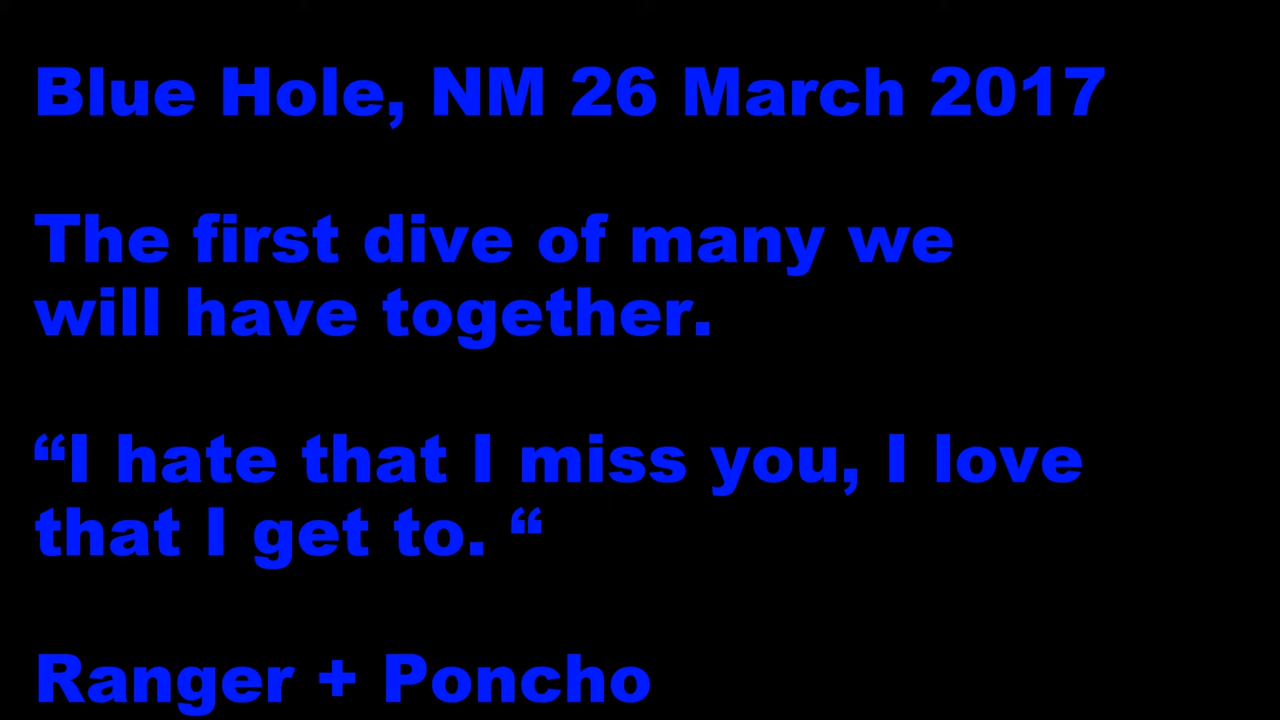 Blue Hole, NM 26 March 2017
The first dive of many we
will have together.
“I hate that I miss you, I love
that I get to. “
Ranger + Poncho